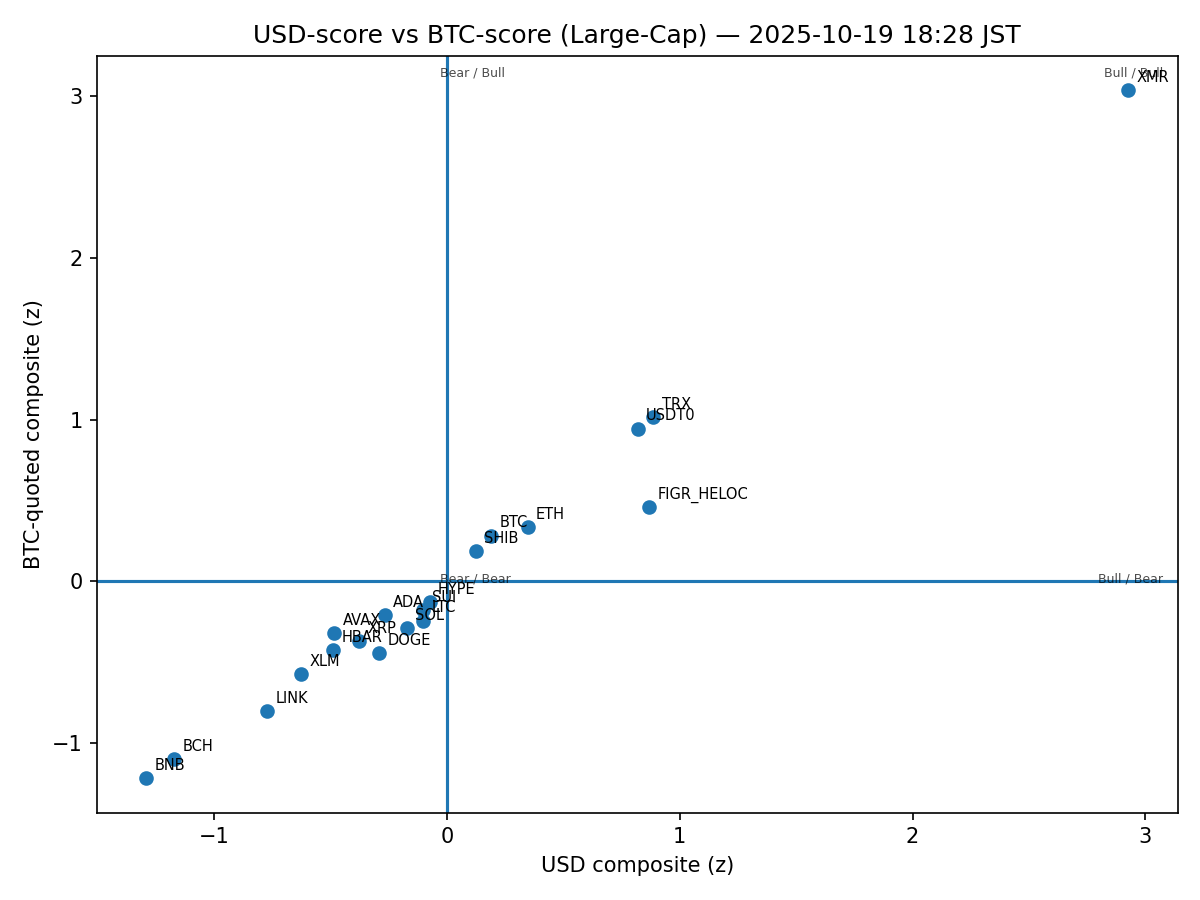 USD-score vs BTC-score (Large-Cap) — 2025-10-19 18:28 JST
Bear / Bull
Bull / Bull
XMR
3
2
1
0
−1
BTC-quoted composite (z)
TRX
USDT0
FIGR_HELOC
ETH
BTC
SHIB
Bear / Bear
Bull / Bear
HYPE
SUI
LTC
ADA
SOL
AVAX
XRP
HBAR
DOGE
XLM
LINK
BCH
BNB
−1
0
1
2
3
USD composite (z)